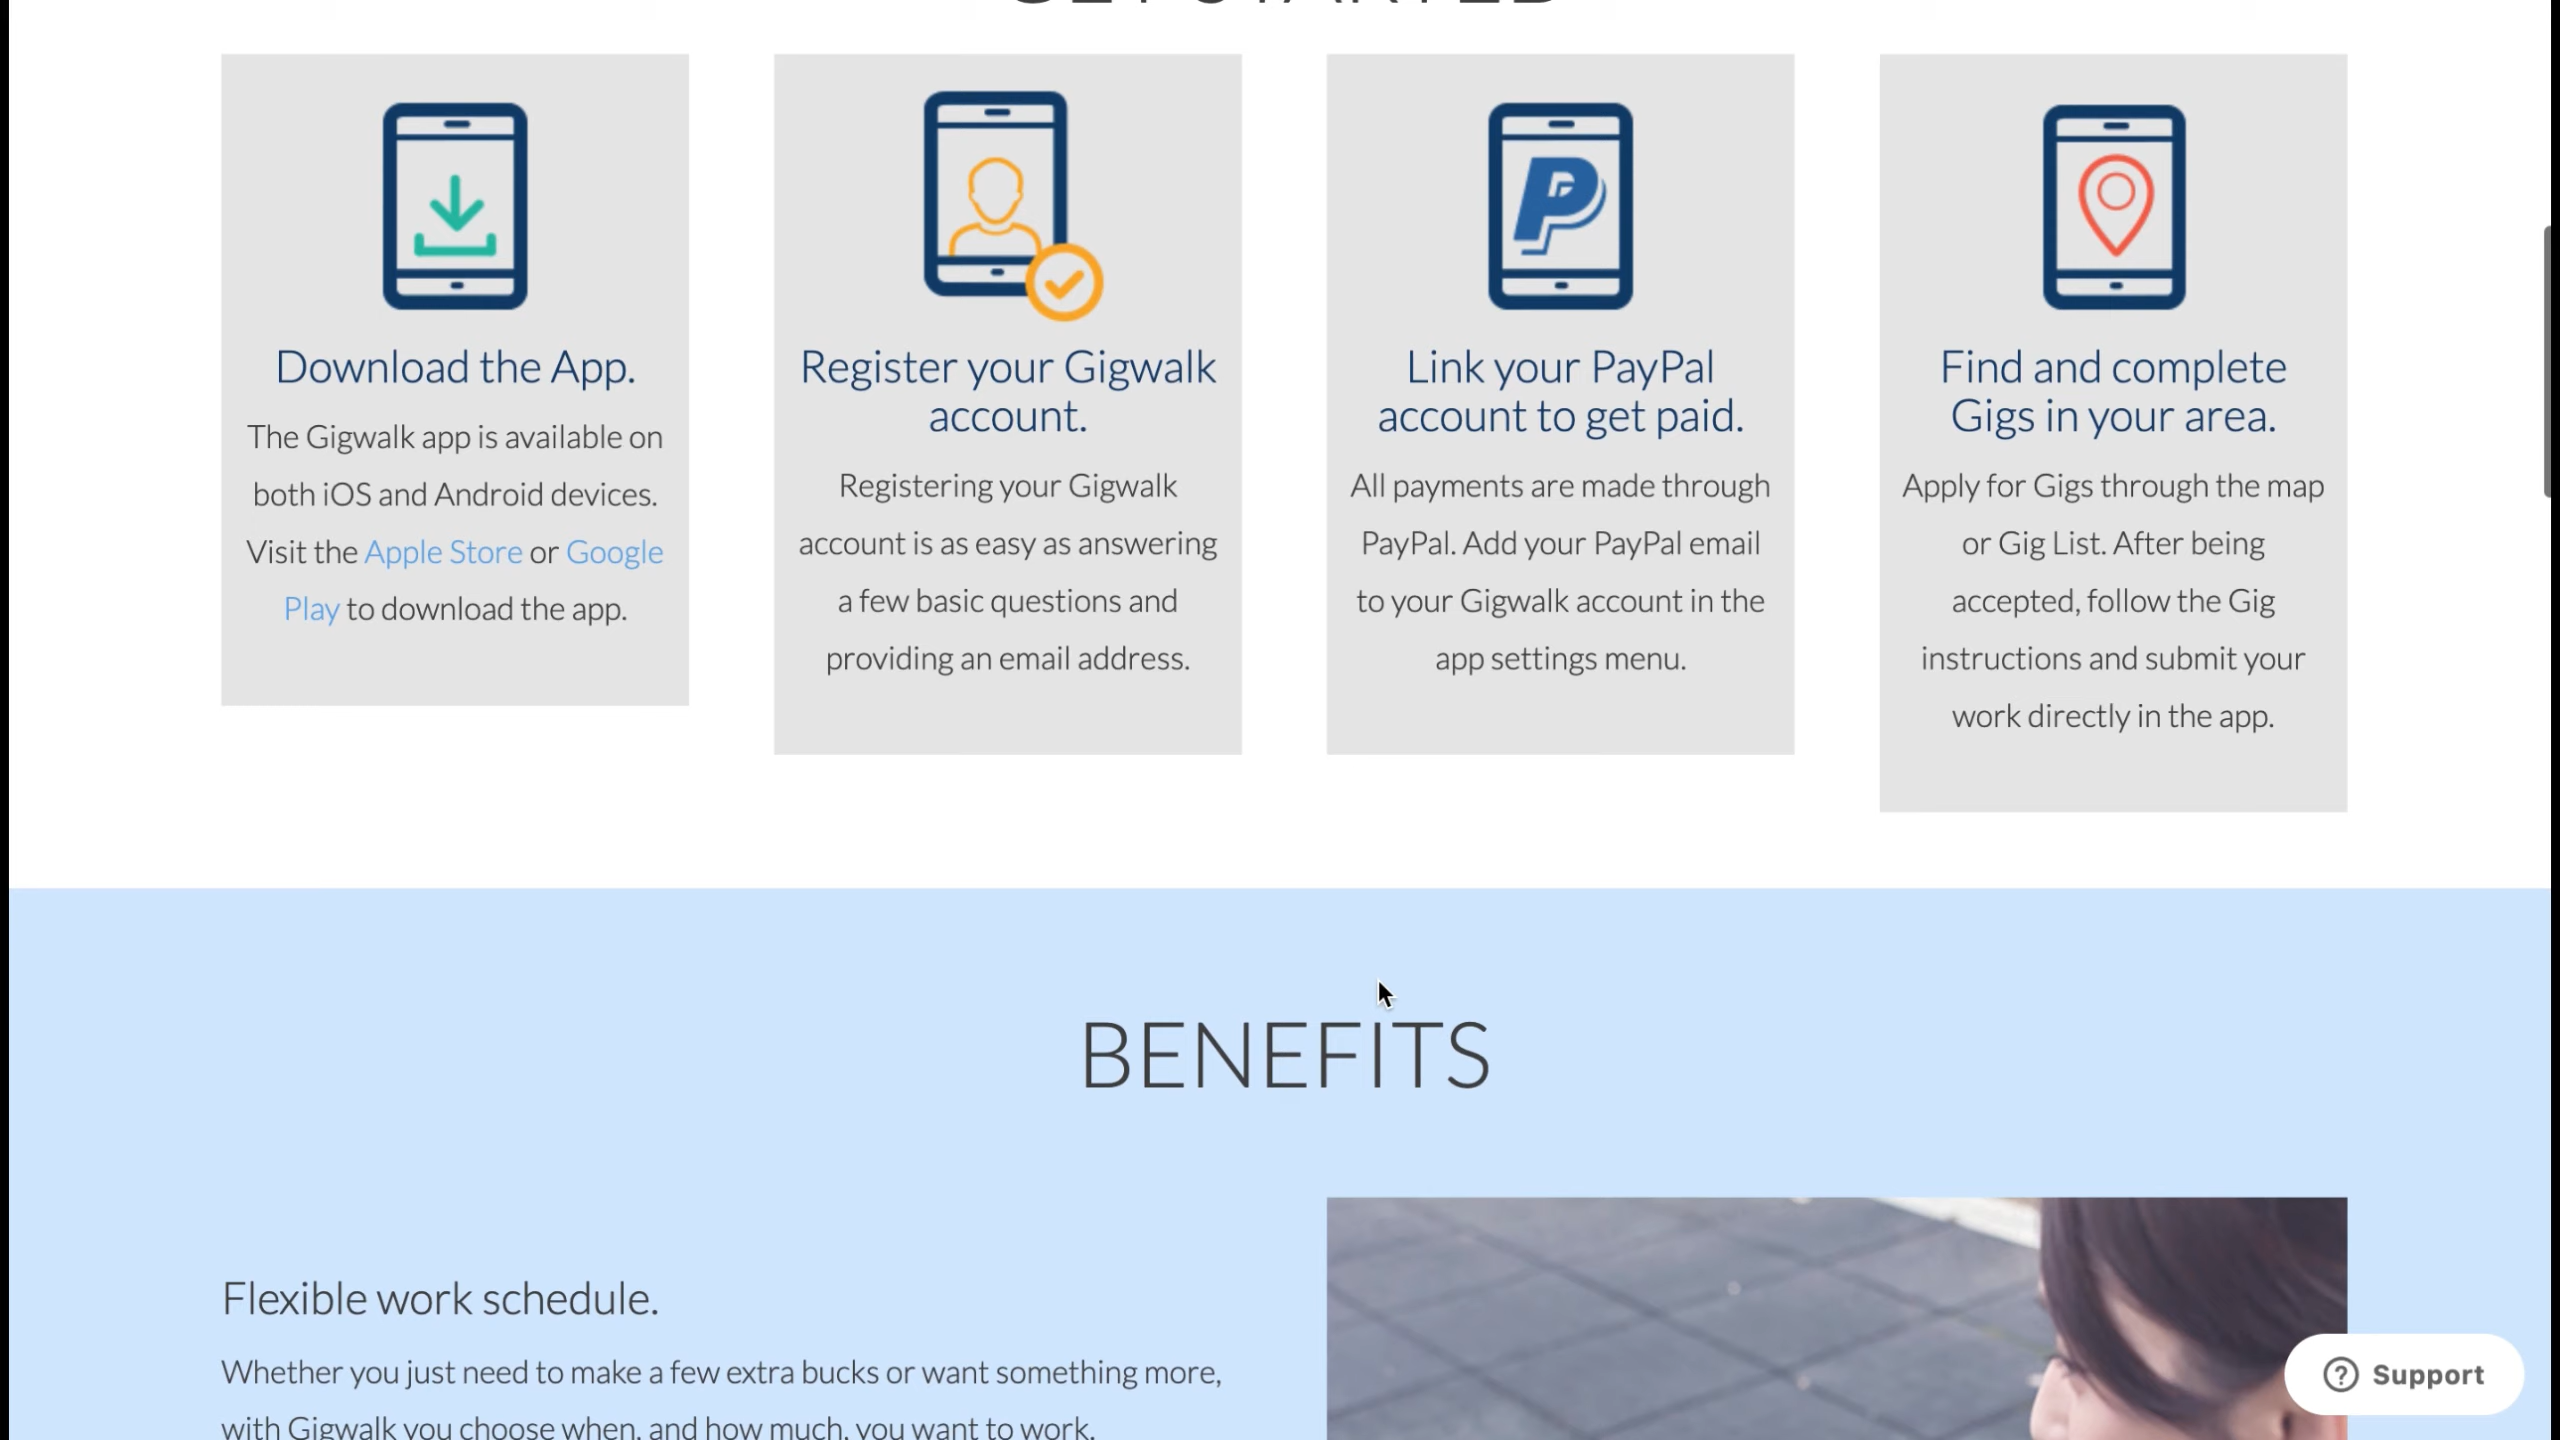 GET STARTED
Download the App.
The Gigwalk app is available on
both iOS and Android devices.
Visit the Apple Store or Google
Play to download the app.
Register your Gigwalk
account.
Registering your Gigwalk
account is as easy as answering
a few basic questions and
providing an email address.
Link your PayPal
account to get paid.
All payments are made through
PayPal. Add your PayPal email
to your Gigwalk account in the
app settings menu.
Find and complete
Gigs in your area.
Apply for Gigs through the map
or Gig List. After being
accepted, follow the Gig
instructions and submit your
work directly in the app.
BENEFITS
Flexible work schedule.
Whether you just need to make a few extra bucks or want something more,
with Gigwalk you choose when, and how much, you want to work.
Support